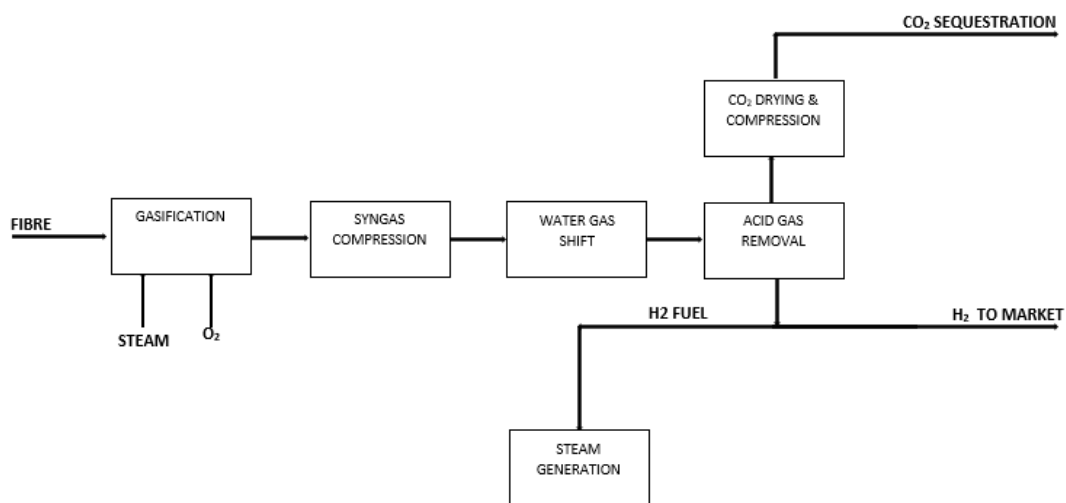 CO₂ SEQUESTRATION
CO₂ DRYING &
COMPRESSION
FIBRE
GASIFICATION
SYNGAS
COMPRESSION
WATER GAS
SHIFT
ACID GAS
REMOVAL
STEAM
O₂
H2 FUEL
H₂ TO MARKET
STEAM
GENERATION